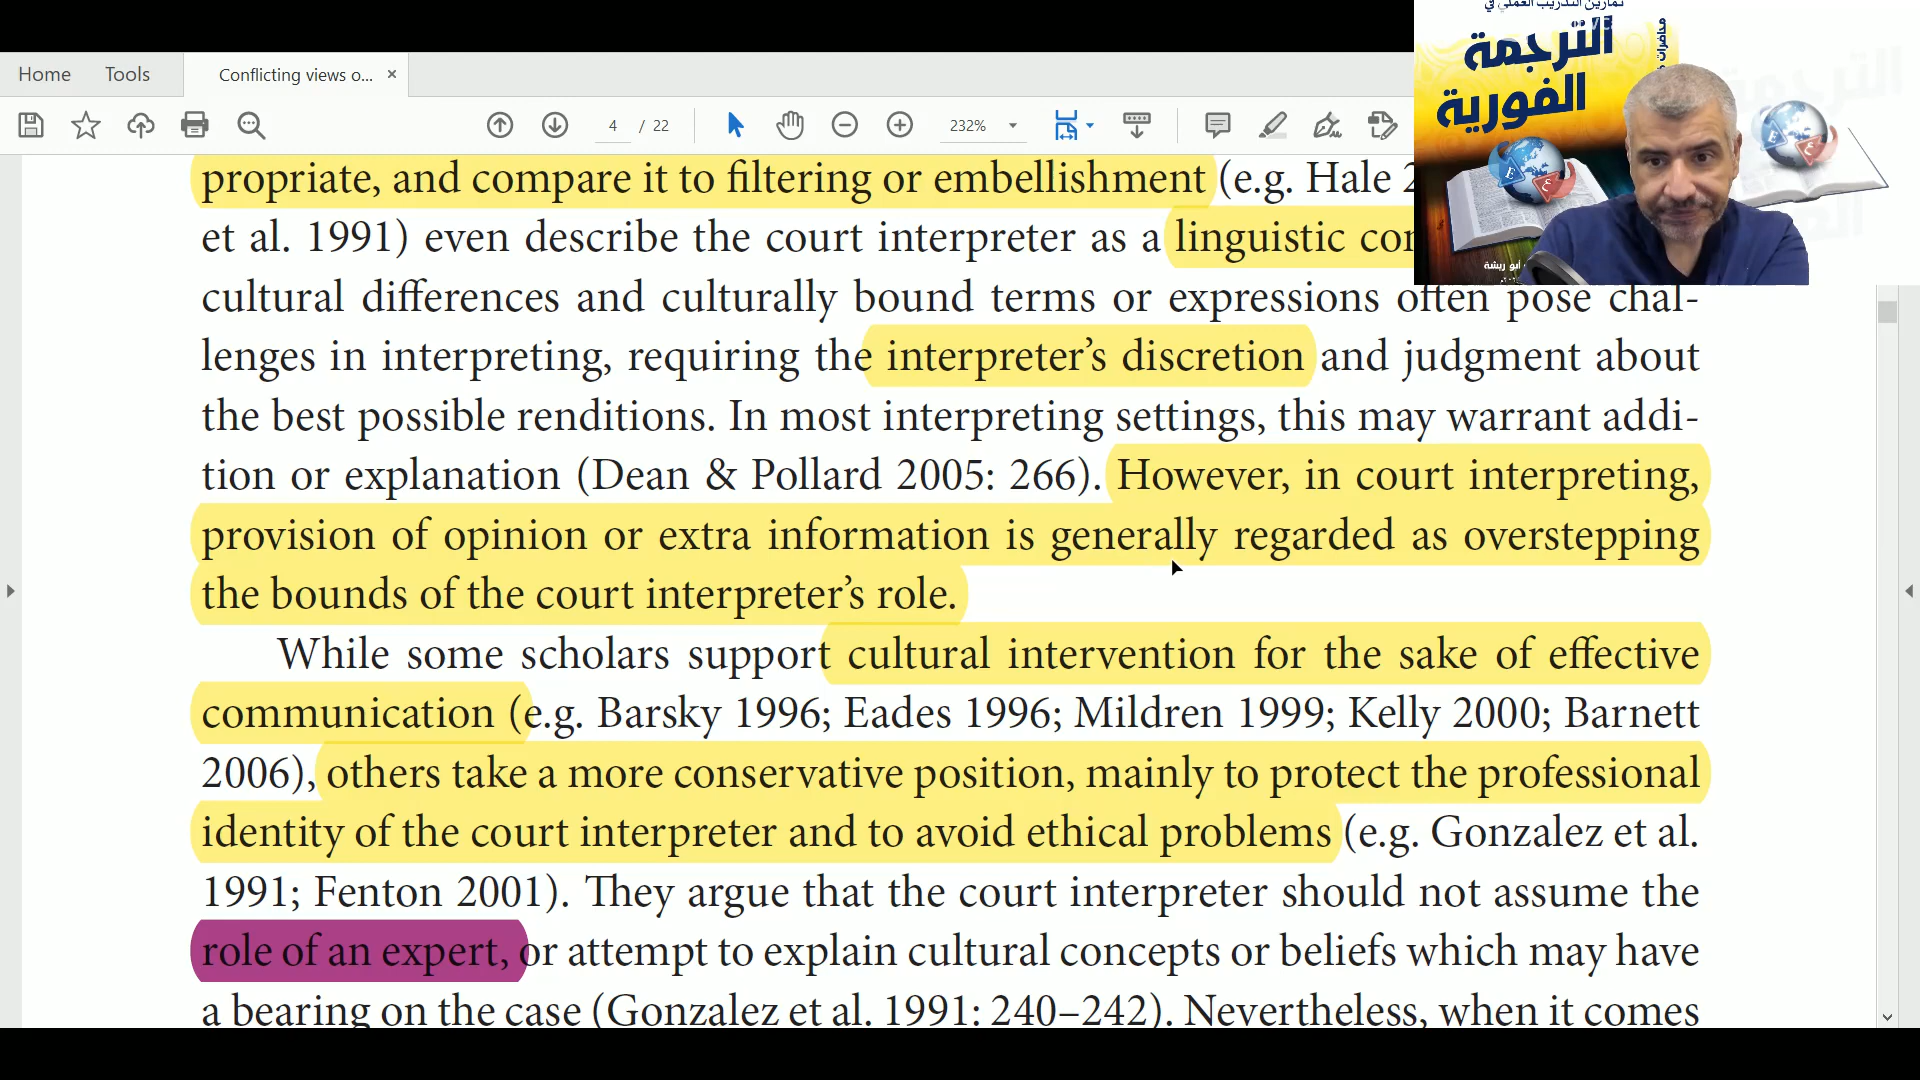 Home Tools Conflicting views o... ×
4 / 22 232%
propriate, and compare it to filtering or embellishment (e.g. Hale
et al. 1991) even describe the court interpreter as a linguistic
cultural differences and culturally bound terms or expressions often pose chal-
lenges in interpreting, requiring the interpreter’s discretion and judgment about
the best possible renditions. In most interpreting settings, this may warrant addi-
tion or explanation (Dean & Pollard 2005: 266). However, in court interpreting,
provision of opinion or extra information is generally regarded as overstepping
the bounds of the court interpreter’s role.
While some scholars support cultural intervention for the sake of effective
communication (e.g. Barsky 1996; Eades 1996; Mildren 1999; Kelly 2000; Barnett
2006), others take a more conservative position, mainly to protect the professional
identity of the court interpreter and to avoid ethical problems (e.g. Gonzalez et al.
1991; Fenton 2001). They argue that the court interpreter should not assume the
role of an expert, or attempt to explain cultural concepts or beliefs which may have
a bearing on the case (Gonzalez et al. 1991: 240–242). Nevertheless, when it comes
تمارين التدريب العملي في
الترجمة
الفورية
محاضرات
E ع
E ع
أبو ريشة